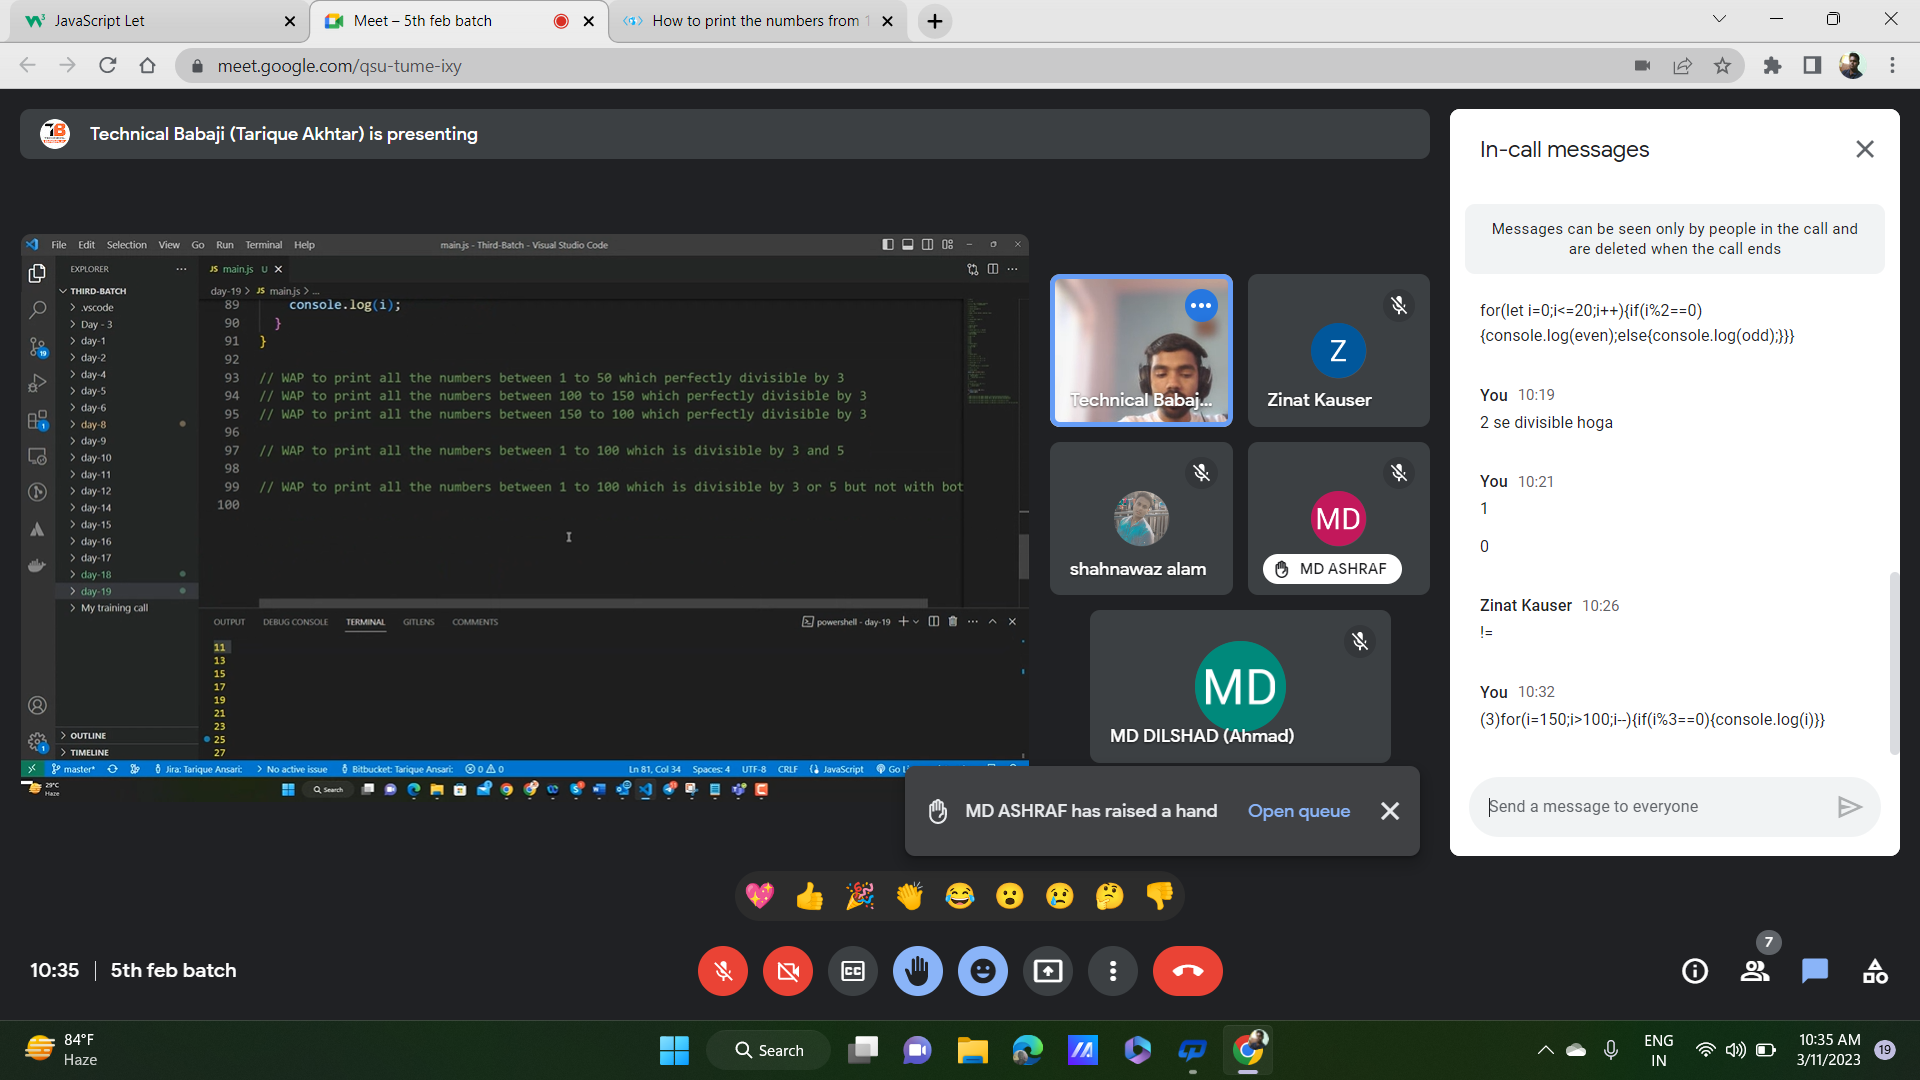 JavaScript Let
Meet – 5th feb batch
How to print the numbers from 1
meet.google.com/qsu-tume-ixy
Technical Babaji (Tarique Akhtar) is presenting
File Edit Selection View Go Run Terminal Help
main.js - Third-Batch - Visual Studio Code
EXPLORER
JS main.js U
THIRD-BATCH
day-19 > JS main.js > ...
.vscode
Day - 3
day-1
day-2
day-4
day-5
day-6
day-8
day-9
day-10
day-11
day-12
day-14
day-15
day-16
day-17
day-18
day-19
My training call
OUTLINE
TIMELINE
89 console.log(i);
90 }
91 }
92
93 // WAP to print all the numbers between 1 to 50 which perfectly divisible by 3
94 // WAP to print all the numbers between 100 to 150 which perfectly divisible by 3
95 // WAP to print all the numbers between 150 to 100 which perfectly divisible by 3
96
97 // WAP to print all the numbers between 1 to 100 which is divisible by 3 and 5
98
99 // WAP to print all the numbers between 1 to 100 which is divisible by 3 or 5 but not with bot
100
OUTPUT DEBUG CONSOLE TERMINAL GITLENS COMMENTS
powershell - day-19
11
13
15
17
19
21
23
25
27
master* Jira: Tarique Ansari: No active issue Bitbucket: Tarique Ansari: 0 0
Ln 81, Col 34 Spaces: 4 UTF-8 CRLF JavaScript Go Li
29°C
Haze
Search
Technical Babaj...
Z
Zinat Kauser
shahnawaz alam
MD
MD ASHRAF
MD
MD DILSHAD (Ahmad)
MD ASHRAF has raised a hand Open queue
In-call messages
Messages can be seen only by people in the call and
are deleted when the call ends
for(let i=0;i<=20;i++){if(i%2==0)
{console.log(even);else{console.log(odd);}}}
You 10:19
2 se divisible hoga
You 10:21
1
0
Zinat Kauser 10:26
!=
You 10:32
(3)for(i=150;i>100;i--){if(i%3==0){console.log(i)}}
Send a message to everyone
10:35 | 5th feb batch
7
84°F
Haze
Search
ENG
IN
10:35 AM
3/11/2023
19